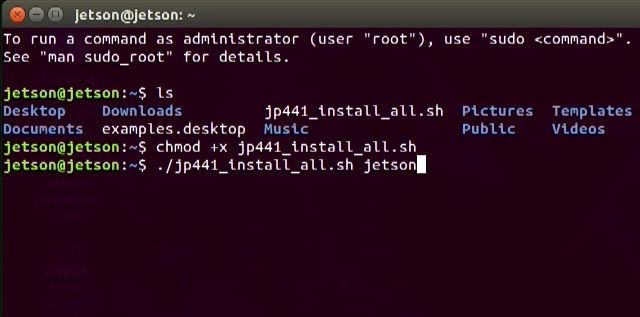 jetson@jetson: ~
To run a command as administrator (user "root"), use "sudo <command>".
See "man sudo_root" for details.
jetson@jetson:~$ ls
Desktop Downloads jp441_install_all.sh Pictures Templates
Documents examples.desktop Music Public Videos
jetson@jetson:~$ chmod +x jp441_install_all.sh
jetson@jetson:~$ ./jp441_install_all.sh jetson